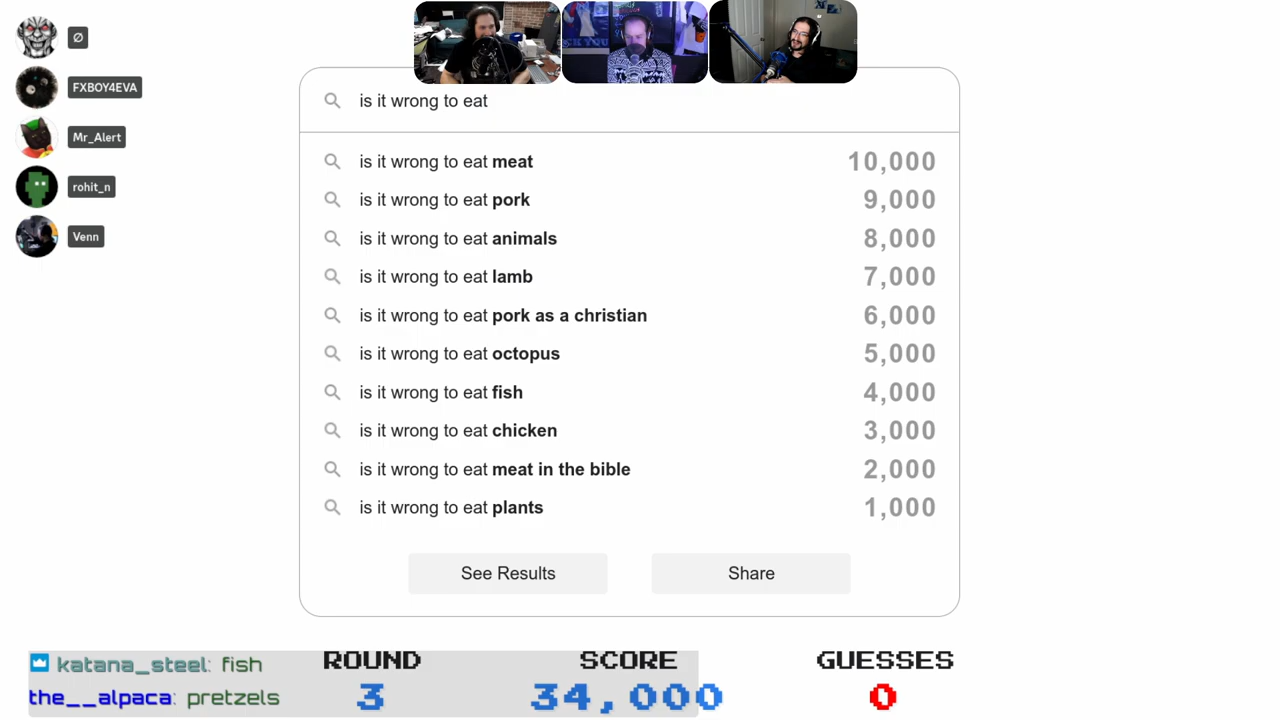 Ø
FXBOY4EVA
Mr_Alert
rohit_n
Venn
is it wrong to eat
is it wrong to eat meat 10,000
is it wrong to eat pork 9,000
is it wrong to eat animals 8,000
is it wrong to eat lamb 7,000
is it wrong to eat pork as a christian 6,000
is it wrong to eat octopus 5,000
is it wrong to eat fish 4,000
is it wrong to eat chicken 3,000
is it wrong to eat meat in the bible 2,000
is it wrong to eat plants 1,000
See Results Share
katana_steel: fish
the__alpaca: pretzels
ROUND SCORE GUESSES
3 34,000 0